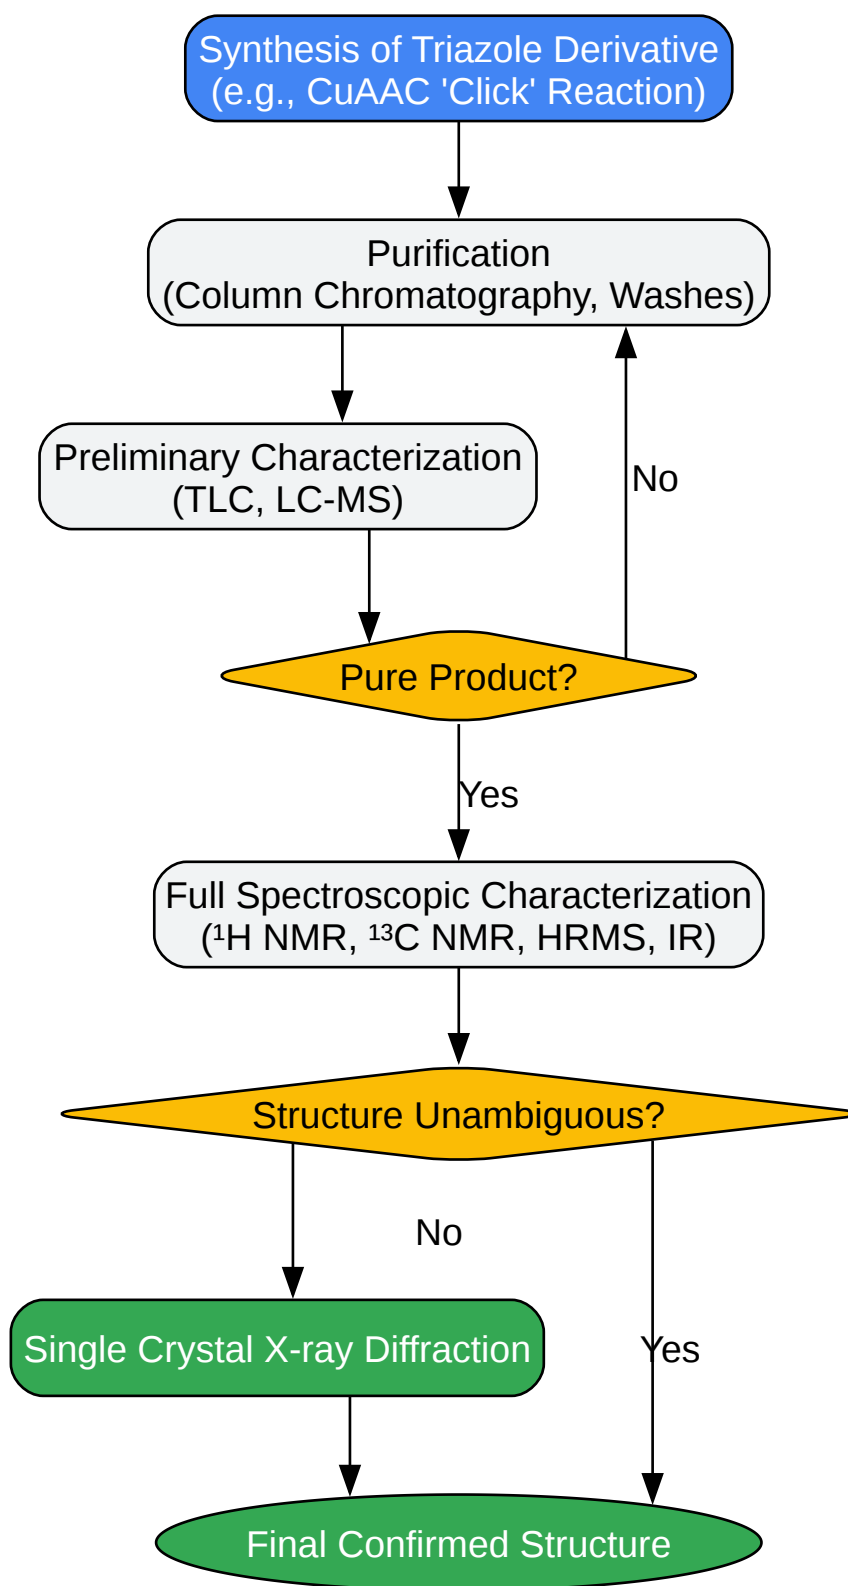 Synthesis of Triazole Derivative
(e.g., CuAAC 'Click' Reaction)
Purification
(Column Chromatography, Washes)
Preliminary Characterization
(TLC, LC-MS)
No
Pure Product?
Yes
Full Spectroscopic Characterization
(¹H NMR, ¹³C NMR, HRMS, IR)
Structure Unambiguous?
No
Single Crystal X-ray Diffraction
Yes
Final Confirmed Structure